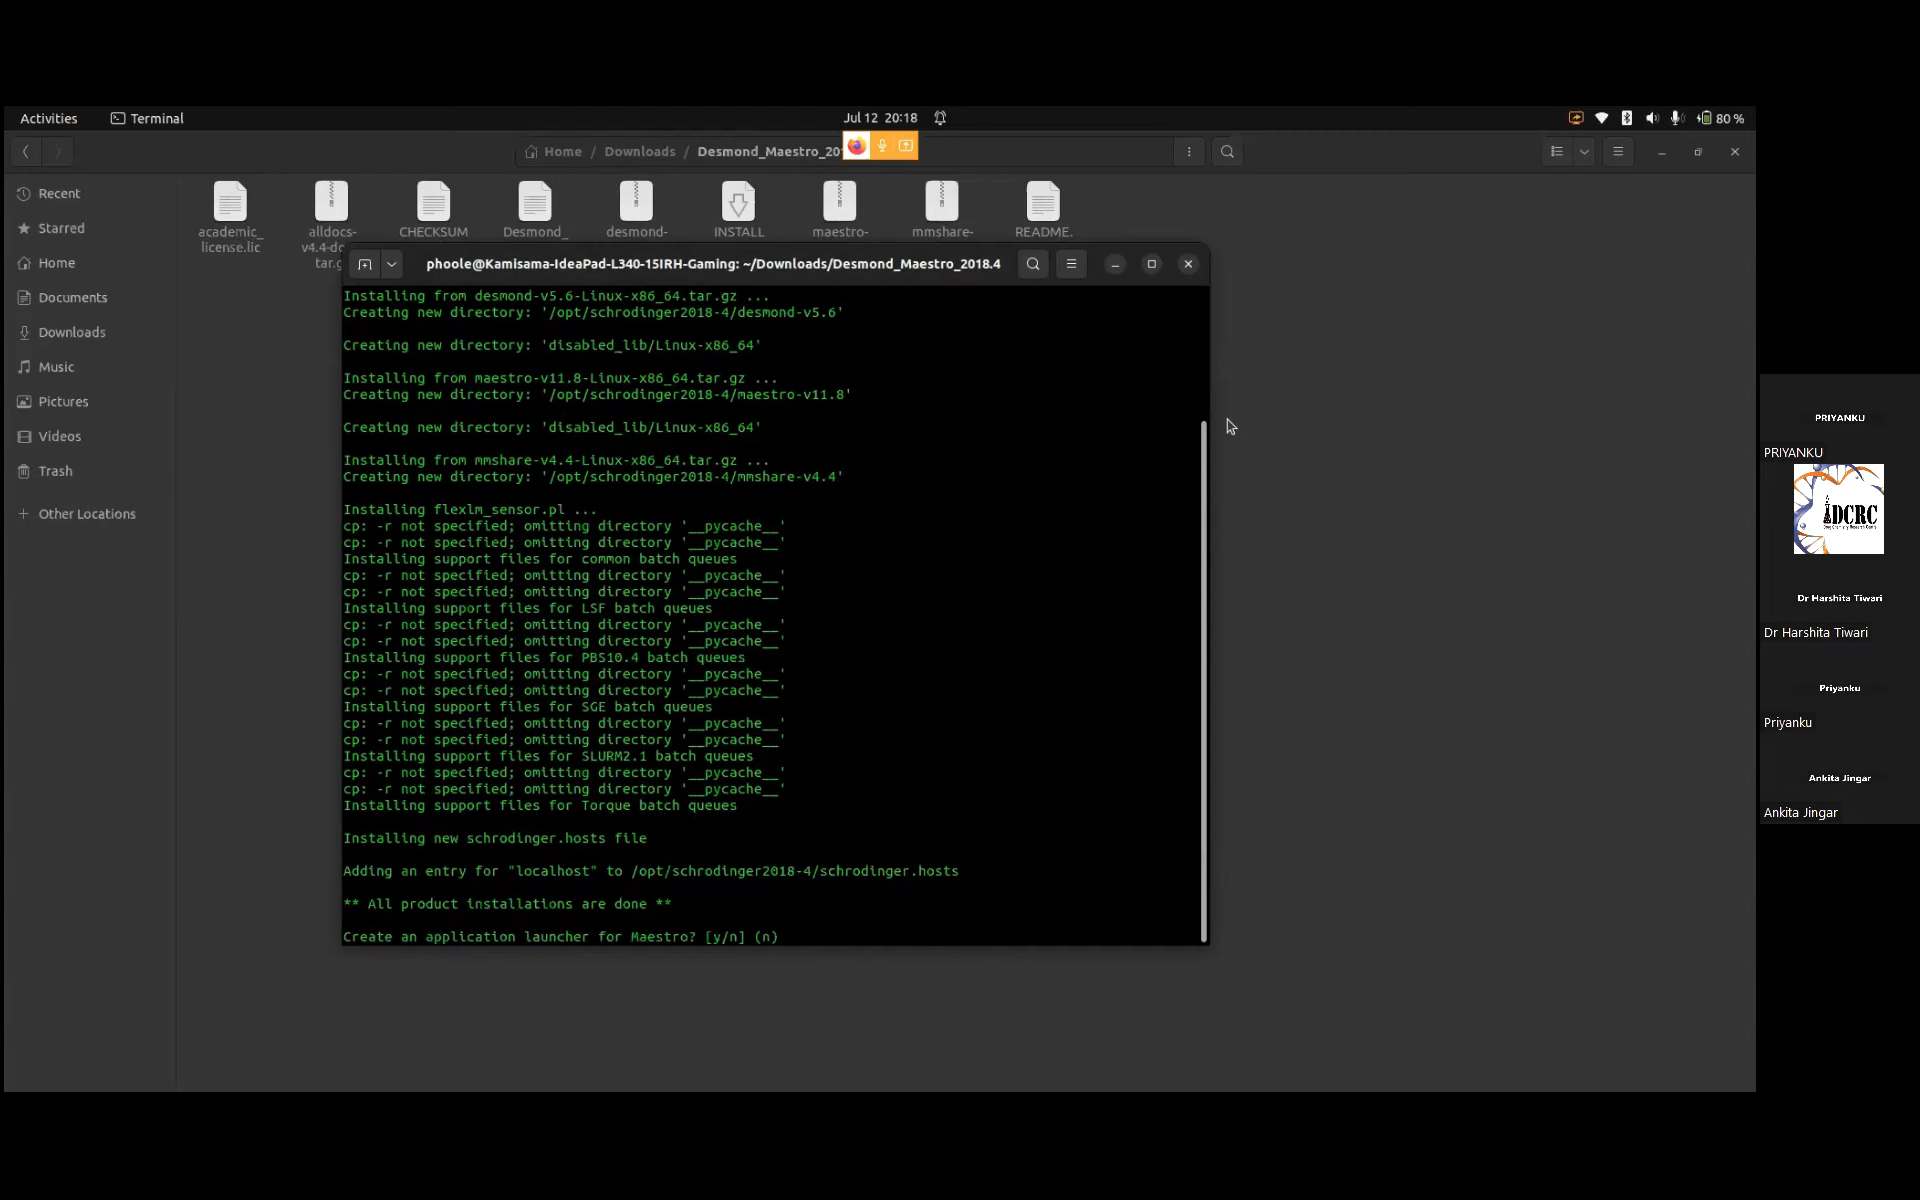 Activities
Terminal
Jul 12 20:18
80 %
Home / Downloads / Desmond_Maestro_20
Recent
Starred
Home
Documents
Downloads
Music
Pictures
Videos
Trash
Other Locations
academic_
license.lic
alldocs-
v4.4-do
tar.g
CHECKSUM
Desmond_
desmond-
INSTALL
maestro-
mmshare-
README.
phoole@Kamisama-IdeaPad-L340-15IRH-Gaming: ~/Downloads/Desmond_Maestro_2018.4
Installing from desmond-v5.6-Linux-x86_64.tar.gz ...
Creating new directory: '/opt/schrodinger2018-4/desmond-v5.6'
Creating new directory: 'disabled_lib/Linux-x86_64'
Installing from maestro-v11.8-Linux-x86_64.tar.gz ...
Creating new directory: '/opt/schrodinger2018-4/maestro-v11.8'
Creating new directory: 'disabled_lib/Linux-x86_64'
Installing from mmshare-v4.4-Linux-x86_64.tar.gz ...
Creating new directory: '/opt/schrodinger2018-4/mmshare-v4.4'
Installing flexlm_sensor.pl ...
cp: -r not specified; omitting directory '__pycache__'
cp: -r not specified; omitting directory '__pycache__'
Installing support files for common batch queues
cp: -r not specified; omitting directory '__pycache__'
cp: -r not specified; omitting directory '__pycache__'
Installing support files for LSF batch queues
cp: -r not specified; omitting directory '__pycache__'
cp: -r not specified; omitting directory '__pycache__'
Installing support files for PBS10.4 batch queues
cp: -r not specified; omitting directory '__pycache__'
cp: -r not specified; omitting directory '__pycache__'
Installing support files for SGE batch queues
cp: -r not specified; omitting directory '__pycache__'
cp: -r not specified; omitting directory '__pycache__'
Installing support files for SLURM2.1 batch queues
cp: -r not specified; omitting directory '__pycache__'
cp: -r not specified; omitting directory '__pycache__'
Installing support files for Torque batch queues
Installing new schrodinger.hosts file
Adding an entry for "localhost" to /opt/schrodinger2018-4/schrodinger.hosts
** All product installations are done **
Create an application launcher for Maestro? [y/n] (n)
PRIYANKU
PRIYANKU
DCRC
Drug Chemistry Research Centre
Dr Harshita Tiwari
Dr Harshita Tiwari
Priyanku
Priyanku
Ankita Jingar
Ankita Jingar